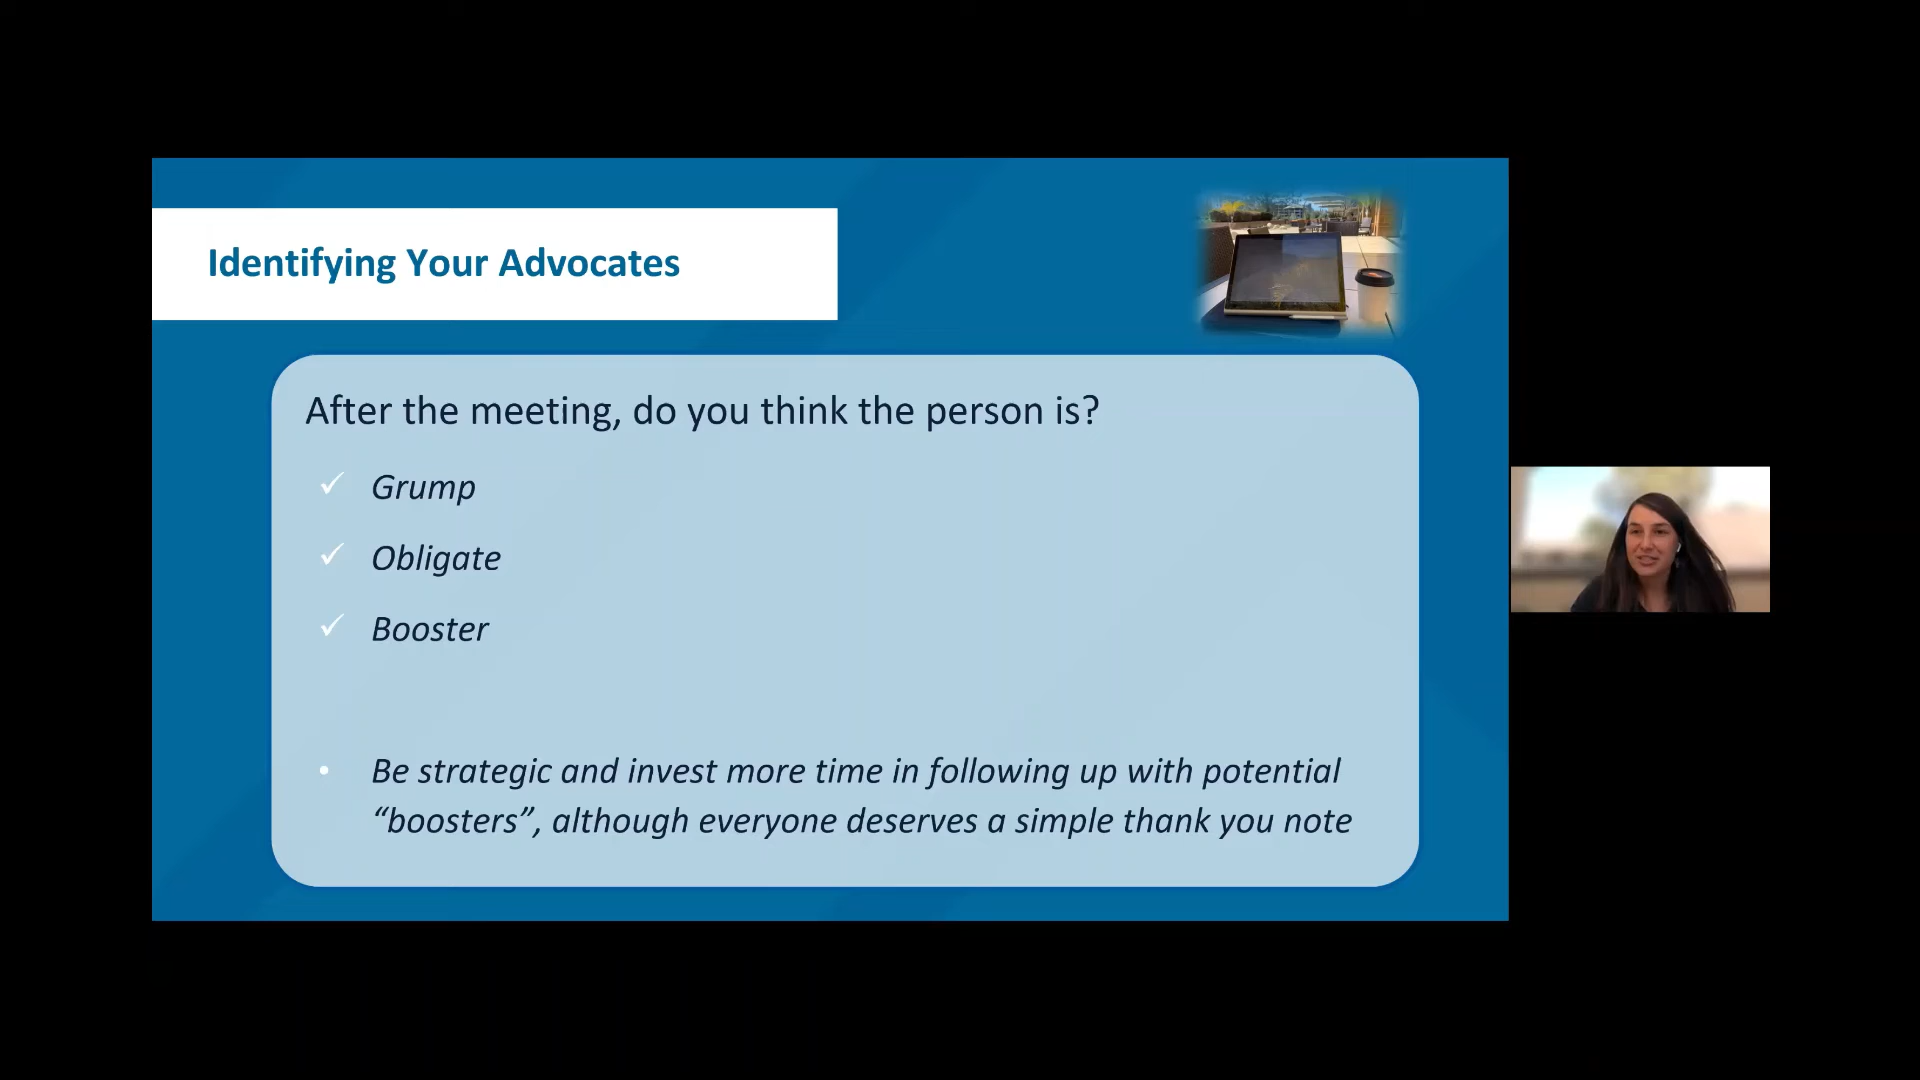 Identifying Your Advocates
After the meeting, do you think the person is?
Grump
Obligate
Booster
Be strategic and invest more time in following up with potential
“boosters”, although everyone deserves a simple thank you note